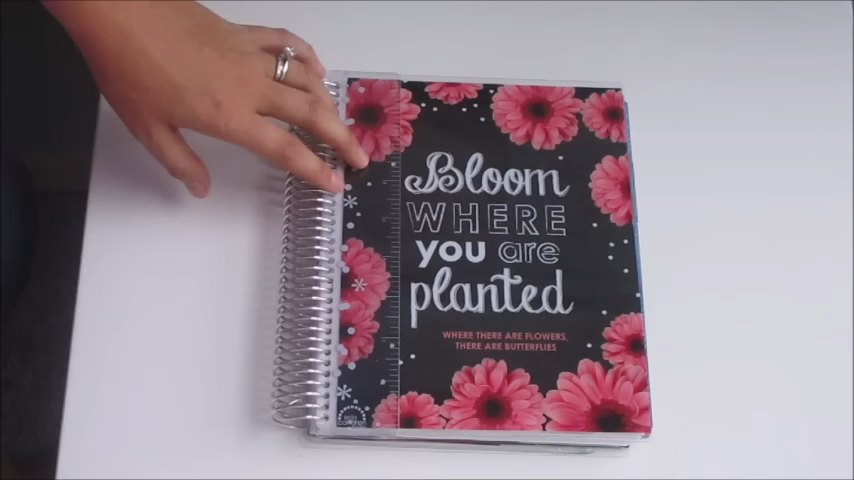 Bloom
WHERE
you are
planted
WHERE THERE ARE FLOWERS,
THERE ARE BUTTERFLIES